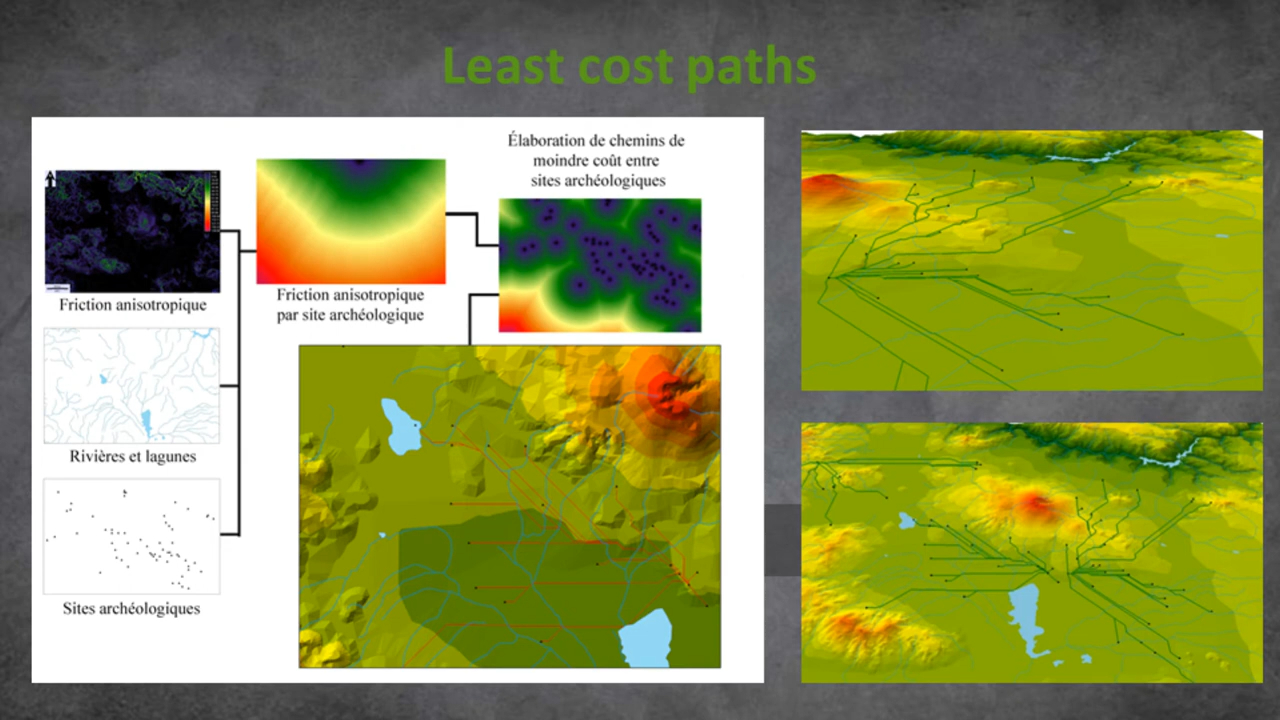 Least cost paths
Élaboration de chemins de
moindre coût entre
sites archéologiques
Friction anisotropique
Friction anisotropique
par site archéologique
Rivières et lagunes
Sites archéologiques